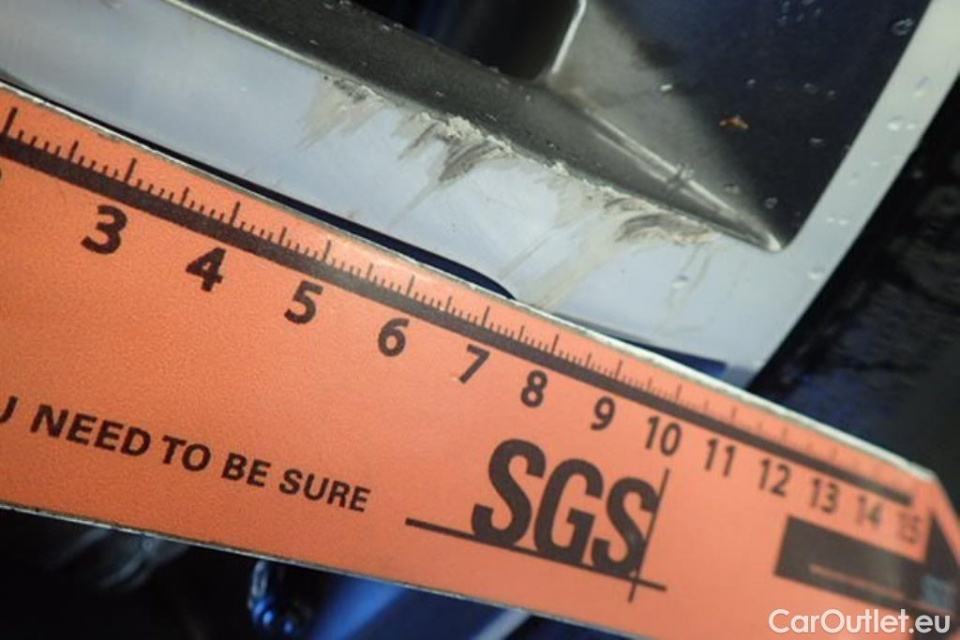 3 4 5 6 7 8 9 10 11 12 13 14 15
U NEED TO BE SURE
SGS
CarOutlet.eu